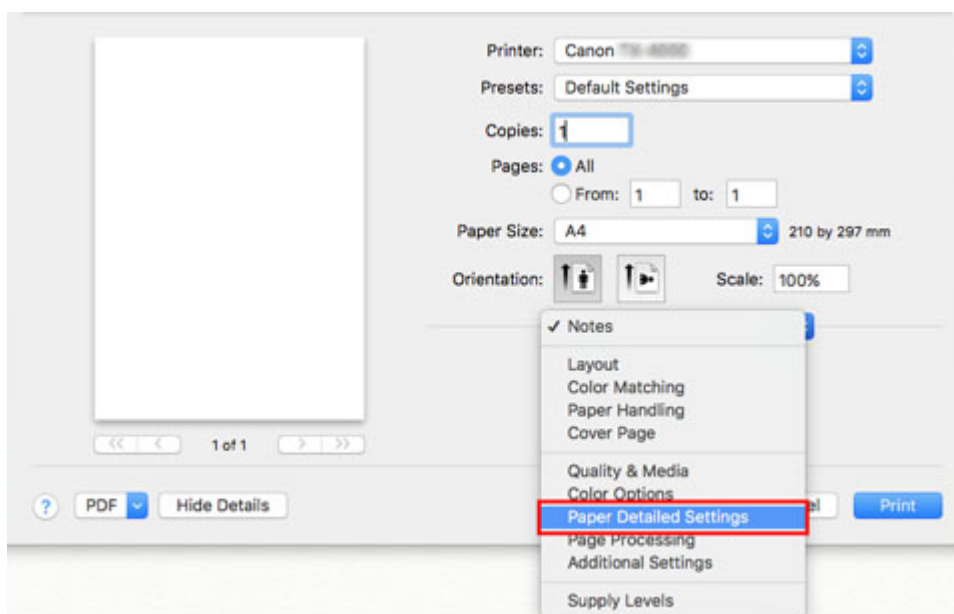 Printer: Canon
Presets: Default Settings
Copies: 1
Pages: All
From: 1 to: 1
Paper Size: A4 210 by 297 mm
Orientation: Scale: 100%
✓ Notes
Layout
Color Matching
Paper Handling
Cover Page
<< < 1 of 1 > >>
Quality & Media
Color Options
? PDF Hide Details Print
Paper Detailed Settings
Page Processing
Additional Settings
Supply Levels